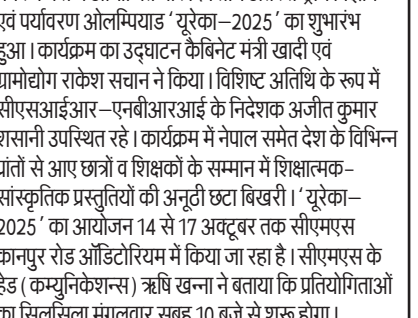 एवं पर्यावरण ओलम्पियाड ‘यूरेका–2025’ का शुभारंभ
हुआ। कार्यक्रम का उद्घाटन कैबिनेट मंत्री खादी एवं
ग्रामोद्योग राकेश सचान ने किया। विशिष्ट अतिथि के रूप में
सीएसआईआर–एनबीआरआई के निदेशक अजीत कुमार
शासानी उपस्थित रहे। कार्यक्रम में नेपाल समेत देश के विभिन्न
प्रांतों से आए छात्रों व शिक्षकों के सम्मान में शिक्षात्मक–
सांस्कृतिक प्रस्तुतियों की अनूठी छटा बिखरी। ‘यूरेका–
2025’ का आयोजन 14 से 17 अक्टूबर तक सीएमएस
कानपुर रोड ऑडिटोरियम में किया जा रहा है। सीएमएस के
हेड (कम्युनिकेशन्स) ऋषि खन्ना ने बताया कि प्रतियोगिताओं
का सिलसिला मंगलवार सुबह 10 बजे से शुरू होगा।